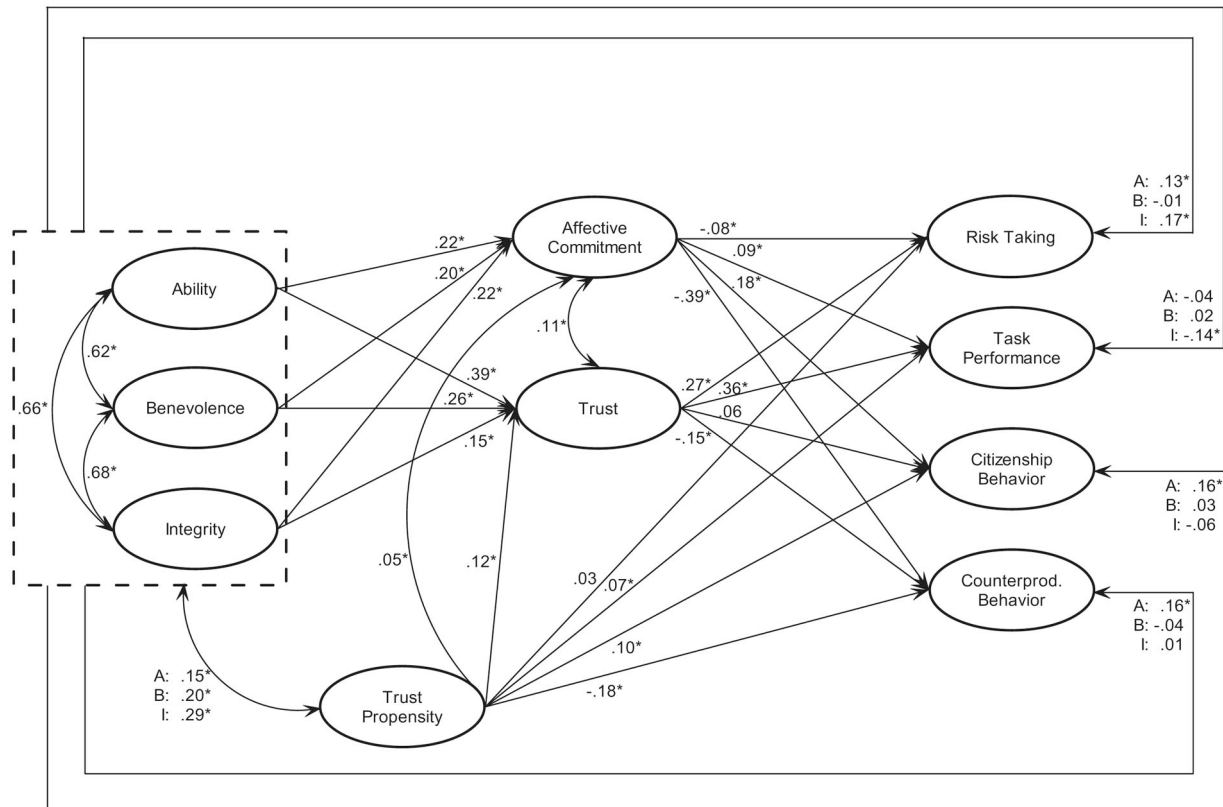 A: .13*
B: -.01
I: .17*
Affective
Commitment
Risk Taking
-.08*
.09*
.18*
-.39*
.22*
.20*
.22*
Ability
.11*
A: -.04
B: .02
I: -.14*
Task
Performance
.62*
.66*
.68*
Benevolence
.39*
.26*
.15*
Trust
.27*
.36*
.06
-.15*
Citizenship
Behavior
A: .16*
B: .03
I: -.06
Integrity
.05*
.12*
.03
.07*
.10*
-.18*
Counterprod.
Behavior
A: .16*
B: -.04
I: .01
A: .15*
B: .20*
I: .29*
Trust
Propensity